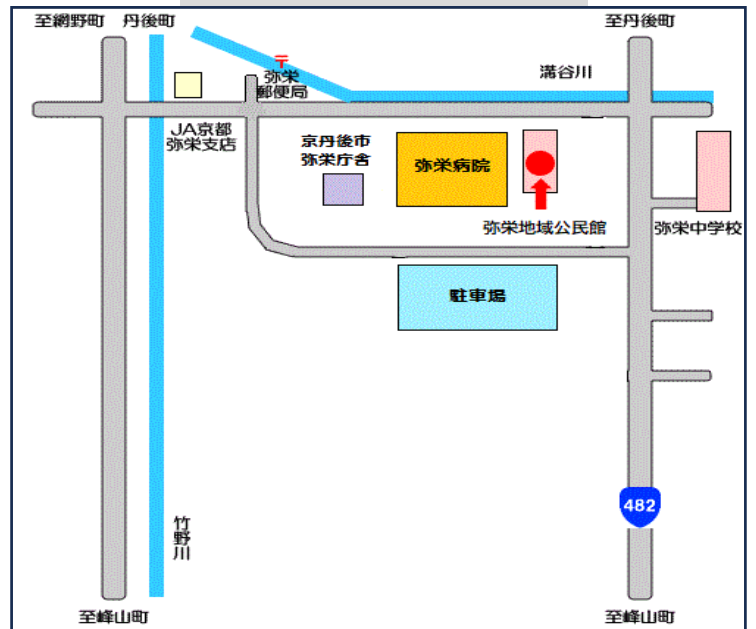 至網野町 丹後町
至丹後町
〒
弥栄
郵便局
溝谷川
JA京都
弥栄支店
京丹後市
弥栄庁舎
弥栄病院
弥栄地域公民館
弥栄中学校
駐車場
482
竹野川
至峰山町
至峰山町